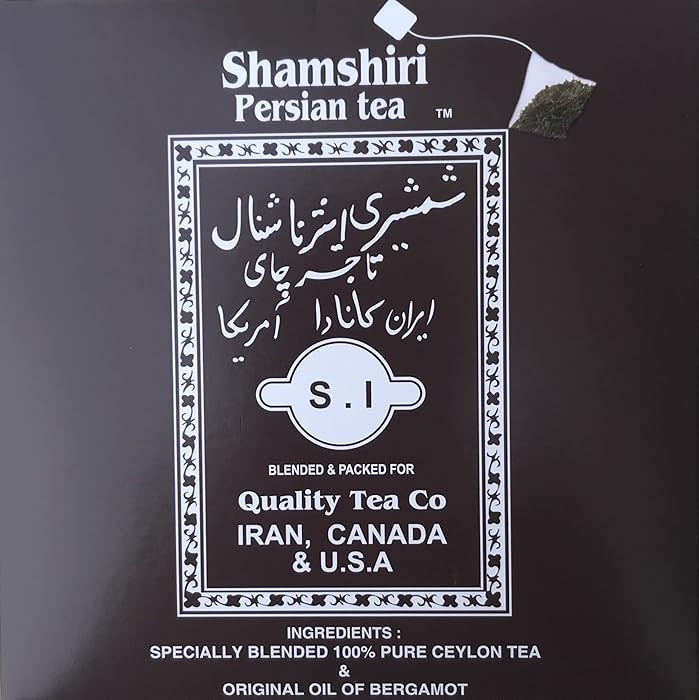 Shamshiri
Persian tea ™
شمشیری اینترناشنال
تاجر چای
ایران کانادا آمریکا
S . I
BLENDED & PACKED FOR
Quality Tea Co
IRAN, CANADA
& U.S.A
INGREDIENTS :
SPECIALLY BLENDED 100% PURE CEYLON TEA
&
ORIGINAL OIL OF BERGAMOT